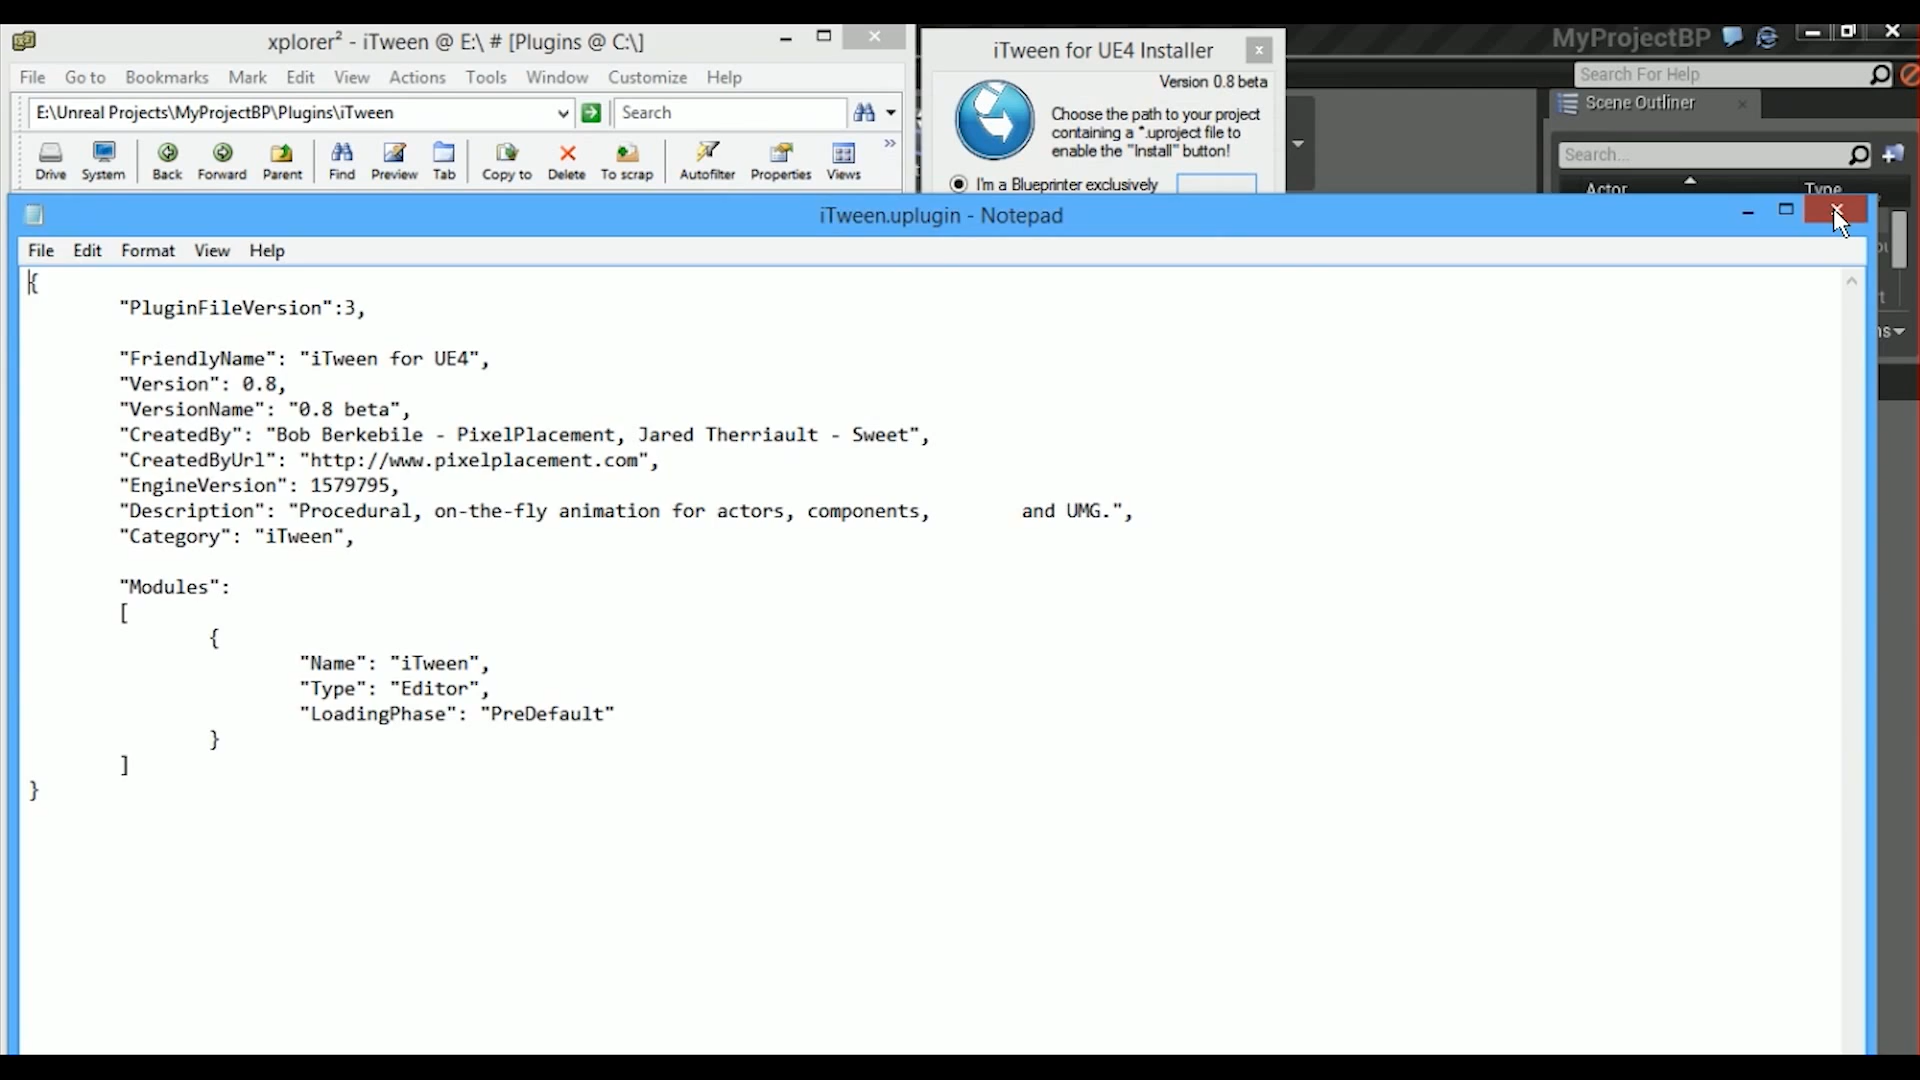 xplorer² - iTween @ E:\ # [Plugins @ C:\]
File Go to Bookmarks Mark Edit View Actions Tools Window Customize Help
E:\Unreal Projects\MyProjectBP\Plugins\iTween Search
Drive System Back Forward Parent Find Preview Tab Copy to Delete To scrap Autofilter Properties Views
iTween for UE4 Installer
Version 0.8 beta
Choose the path to your project
containing a *.uproject file to
enable the "Install" button!
I'm a Blueprinter exclusively
MyProjectBP
Search For Help
Scene Outliner
Search...
Actor Type
iTween.uplugin - Notepad
File Edit Format View Help
{
"PluginFileVersion":3,
"FriendlyName": "iTween for UE4",
"Version": 0.8,
"VersionName": "0.8 beta",
"CreatedBy": "Bob Berkebile - PixelPlacement, Jared Therriault - Sweet",
"CreatedByUrl": "http://www.pixelplacement.com",
"EngineVersion": 1579795,
"Description": "Procedural, on-the-fly animation for actors, components, and UMG.",
"Category": "iTween",
"Modules":
[
{
"Name": "iTween",
"Type": "Editor",
"LoadingPhase": "PreDefault"
}
]
}